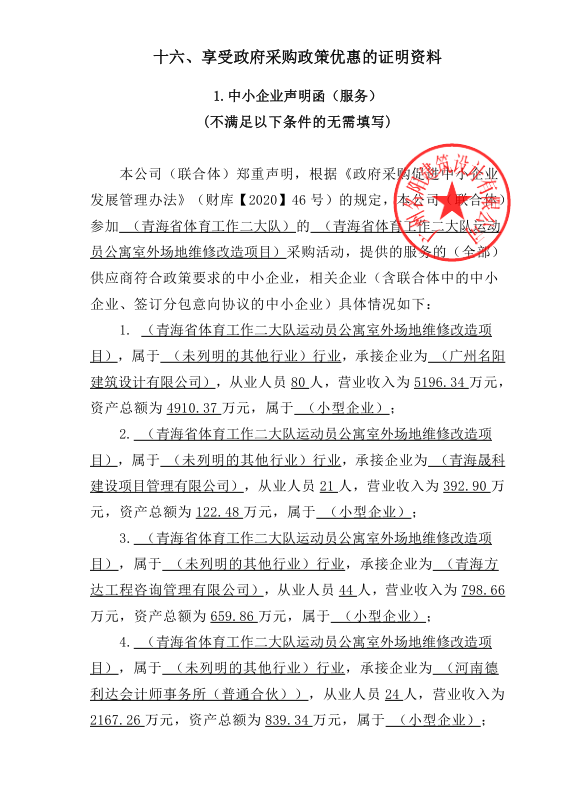 十六、享受政府采购政策优惠的证明资料
1.中小企业声明函（服务）
(不满足以下条件的无需填写)
本公司（联合体）郑重声明，根据《政府采购促进中小企业
发展管理办法》（财库【2020】46 号）的规定，本公司（联合体）
参加 （青海省体育工作二大队）的 （青海省体育工作二大队运动
员公寓室外场地维修改造项目）采购活动，提供的服务的（全部）
供应商符合政策要求的中小企业，相关企业（含联合体中的中小
企业、签订分包意向协议的中小企业）具体情况如下：
1. （青海省体育工作二大队运动员公寓室外场地维修改造项
目），属于 （未列明的其他行业）行业，承接企业为 （广州名阳
建筑设计有限公司），从业人员 80 人，营业收入为 5196.34 万元，
资产总额为 4910.37 万元，属于 （小型企业）；
2. （青海省体育工作二大队运动员公寓室外场地维修改造项
目），属于 （未列明的其他行业）行业，承接企业为 （青海晟科
建设项目管理有限公司），从业人员 21 人，营业收入为 392.90 万
元，资产总额为 122.48 万元，属于 （小型企业）；
3. （青海省体育工作二大队运动员公寓室外场地维修改造项
目），属于 （未列明的其他行业）行业，承接企业为 （青海方
达工程咨询管理有限公司），从业人员 44 人，营业收入为 798.66
万元，资产总额为 659.86 万元，属于 （小型企业）；
4. （青海省体育工作二大队运动员公寓室外场地维修改造项
目），属于 （未列明的其他行业）行业，承接企业为 （河南德
利达会计师事务所（普通合伙）），从业人员 24 人，营业收入为
2167.26 万元，资产总额为 839.34 万元，属于 （小型企业）；
广州名阳建筑设计有限公司